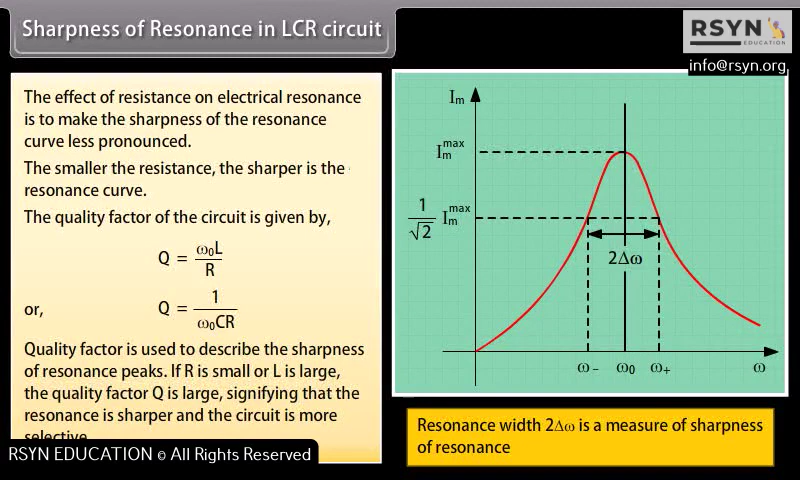 Sharpness of Resonance in LCR circuit
RSYN
EDUCATION
info@rsyn.org
The effect of resistance on electrical resonance
is to make the sharpness of the resonance
curve less pronounced.
The smaller the resistance, the sharper is the
resonance curve.
The quality factor of the circuit is given by,
Q = ω₀L / R
or, Q = 1 / ω₀CR
Quality factor is used to describe the sharpness
of resonance peaks. If R is small or L is large,
the quality factor Q is large, signifying that the
resonance is sharper and the circuit is more
selective
RSYN EDUCATION © All Rights Reserved
Iₘ
Iₘᵐᵃˣ
1/√2 Iₘᵐᵃˣ
2Δω
ω₋ ω₀ ω₊ ω
Resonance width 2Δω is a measure of sharpness
of resonance